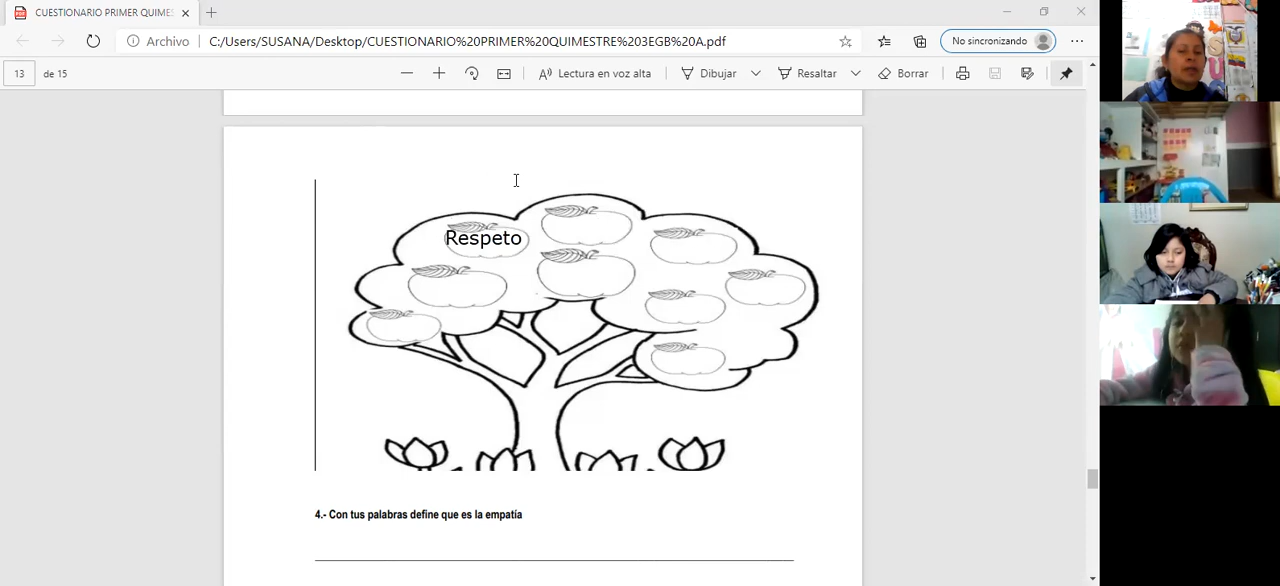 CUESTIONARIO PRIMER QUIMES
Archivo C:/Users/SUSANA/Desktop/CUESTIONARIO%20PRIMER%20QUIMESTRE%203EGB%20A.pdf No sincronizando
13 de 15 Lectura en voz alta Dibujar Resaltar Borrar
Respeto
4.- Con tus palabras define que es la empatía